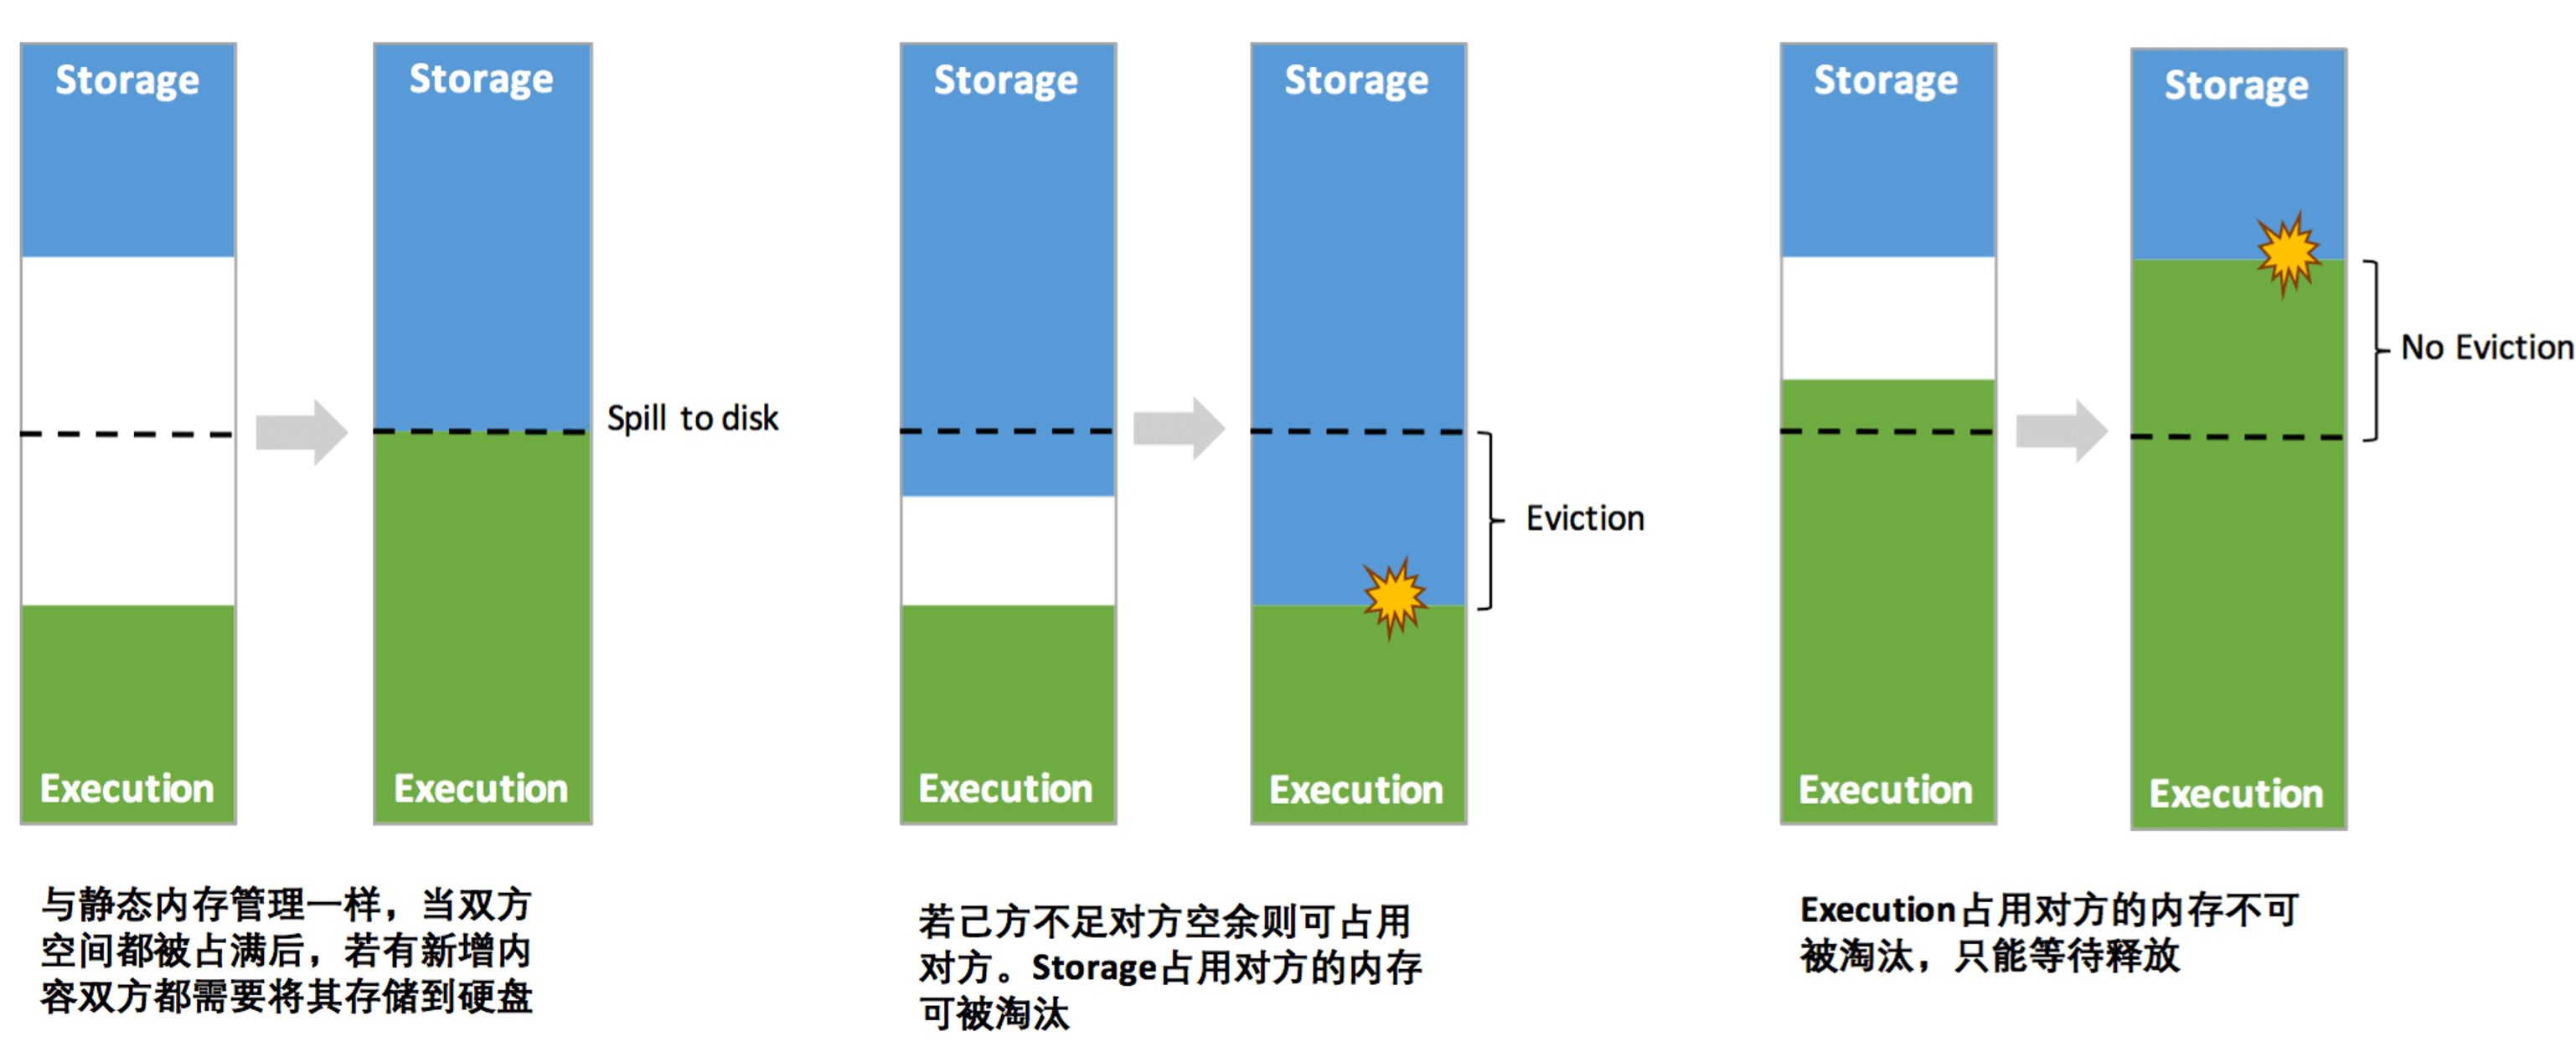 Storage
Execution
Storage
Execution
Spill to disk
与静态内存管理一样，当双方
空间都被占满后，若有新增内
容双方都需要将其存储到硬盘
Storage
Execution
Storage
Execution
Eviction
若己方不足对方空余则可占用
对方。Storage占用对方的内存
可被淘汰
Storage
Execution
Storage
Execution
No Eviction
Execution占用对方的内存不可
被淘汰，只能等待释放